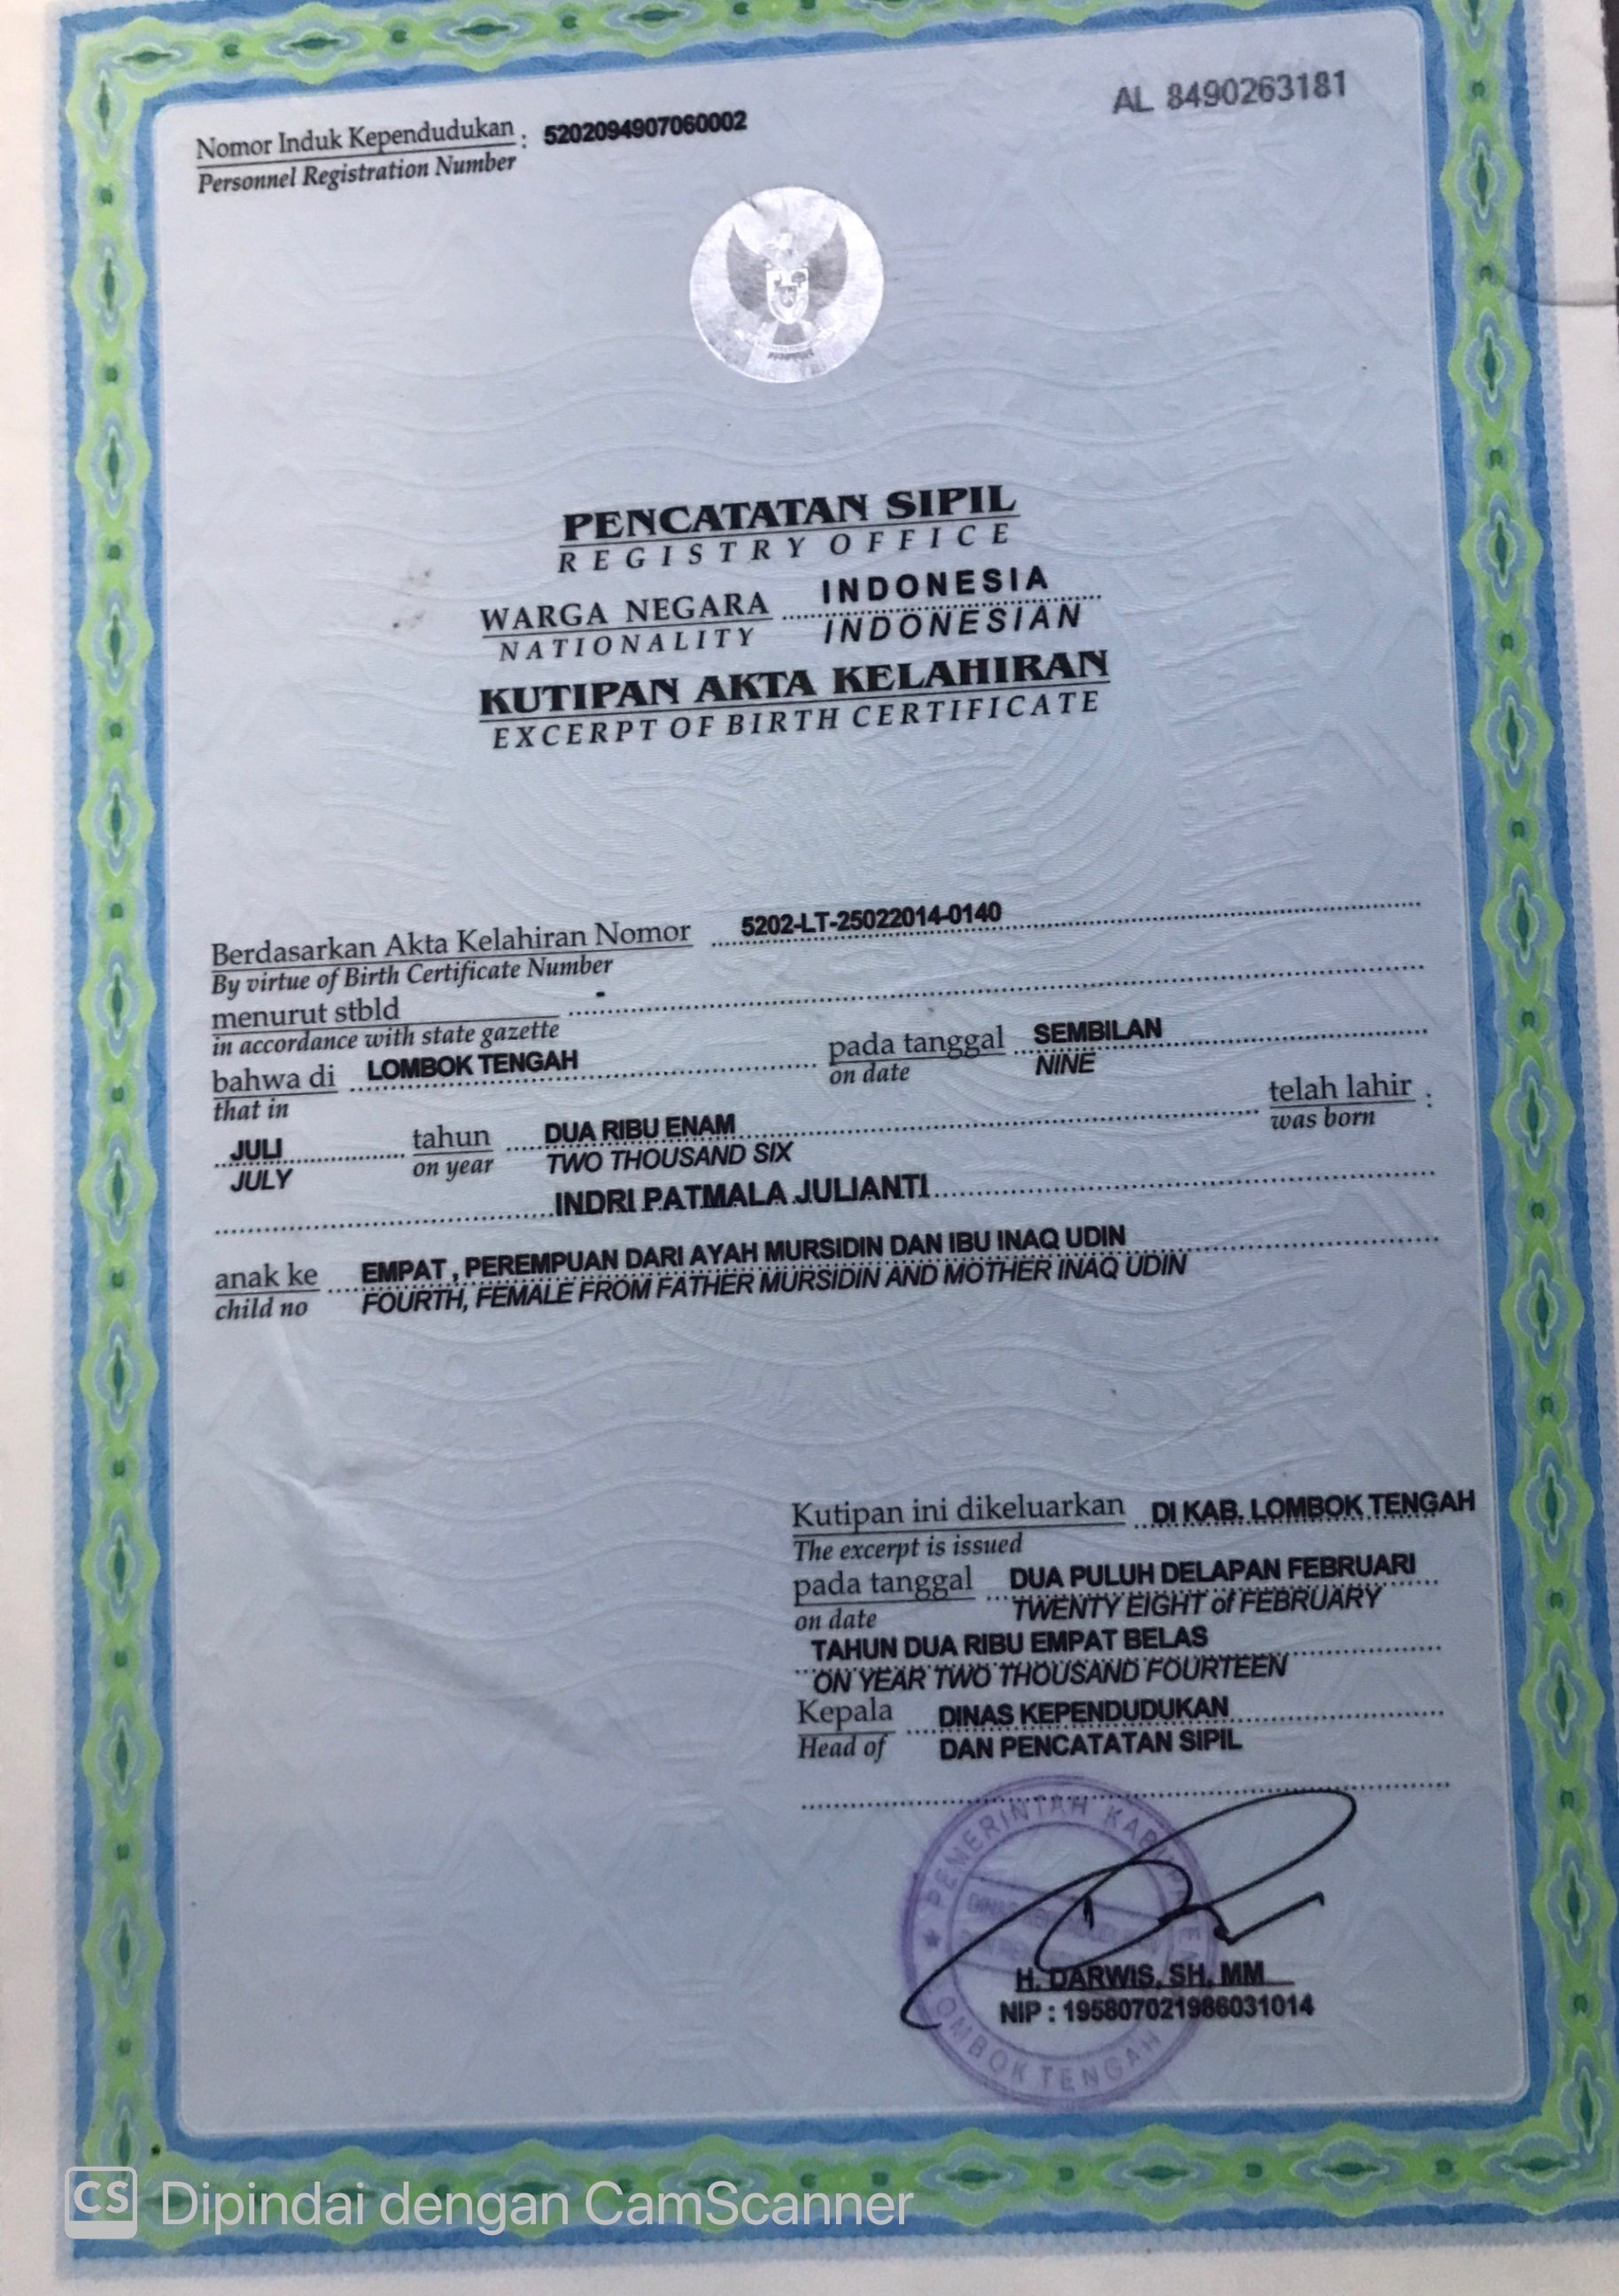 AL 8490263181
Nomor Induk Kependudukan : 5202094907060002
Personnel Registration Number
PENCATATAN SIPIL
REGISTRY OFFICE
WARGA NEGARA INDONESIA
NATIONALITY INDONESIAN
KUTIPAN AKTA KELAHIRAN
EXCERPT OF BIRTH CERTIFICATE
Berdasarkan Akta Kelahiran Nomor 5202-LT-25022014-0140
By virtue of Birth Certificate Number
menurut stbld -
in accordance with state gazette
bahwa di LOMBOK TENGAH pada tanggal SEMBILAN
that in on date NINE
JULI tahun DUA RIBU ENAM telah lahir :
JULY on year TWO THOUSAND SIX was born
INDRI PATMALA JULIANTI
anak ke EMPAT , PEREMPUAN DARI AYAH MURSIDIN DAN IBU INAQ UDIN
child no FOURTH, FEMALE FROM FATHER MURSIDIN AND MOTHER INAQ UDIN
Kutipan ini dikeluarkan DI KAB. LOMBOK TENGAH
The excerpt is issued
pada tanggal DUA PULUH DELAPAN FEBRUARI
on date TWENTY EIGHT of FEBRUARY
TAHUN DUA RIBU EMPAT BELAS
ON YEAR TWO THOUSAND FOURTEEN
Kepala DINAS KEPENDUDUKAN
Head of DAN PENCATATAN SIPIL
H. DARWIS, SH, MM
NIP : 195807021986031014
LOMBOK TENGAH
CS Dipindai dengan CamScanner